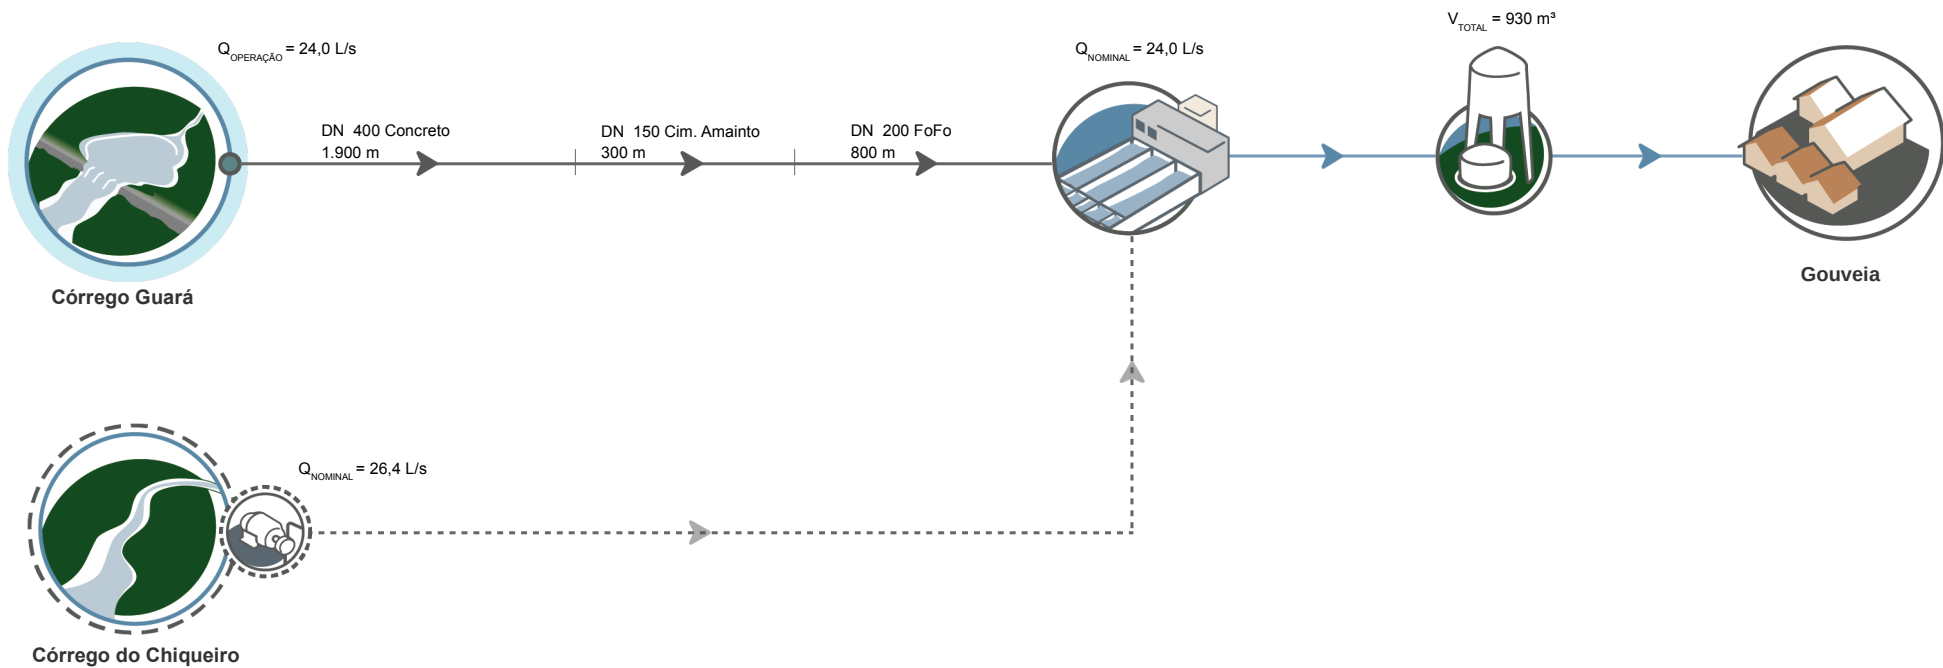 V TOTAL = 930 m³
Q OPERAÇÃO = 24,0 L/s
Q NOMINAL = 24,0 L/s
DN 400 Concreto
1.900 m
DN 150 Cim. Amainto
300 m
DN 200 FoFo
800 m
Córrego Guará
Gouveia
Q NOMINAL = 26,4 L/s
Córrego do Chiqueiro